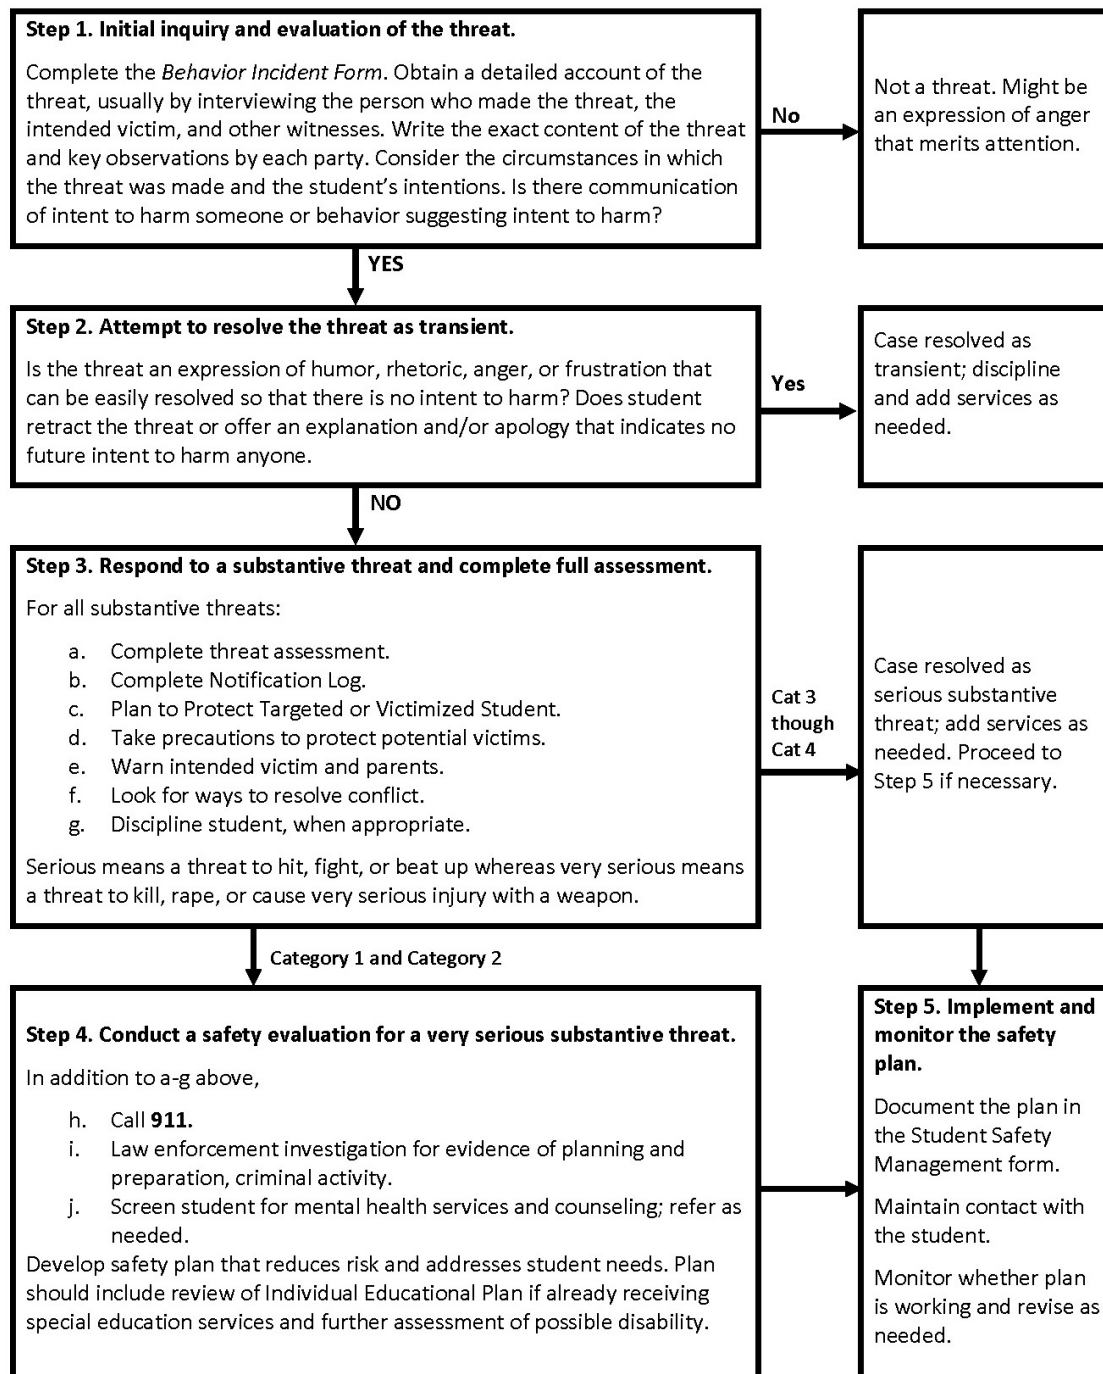 Step 1. Initial inquiry and evaluation of the threat.
Complete the Behavior Incident Form. Obtain a detailed account of the
threat, usually by interviewing the person who made the threat, the
intended victim, and other witnesses. Write the exact content of the threat
and key observations by each party. Consider the circumstances in which
the threat was made and the student's intentions. Is there communication
of intent to harm someone or behavior suggesting intent to harm?
No
Not a threat. Might be
an expression of anger
that merits attention.
YES
Step 2. Attempt to resolve the threat as transient.
Is the threat an expression of humor, rhetoric, anger, or frustration that
can be easily resolved so that there is no intent to harm? Does student
retract the threat or offer an explanation and/or apology that indicates no
future intent to harm anyone.
Yes
Case resolved as
transient; discipline
and add services as
needed.
NO
Step 3. Respond to a substantive threat and complete full assessment.
For all substantive threats:
a. Complete threat assessment.
b. Complete Notification Log.
c. Plan to Protect Targeted or Victimized Student.
d. Take precautions to protect potential victims.
e. Warn intended victim and parents.
f. Look for ways to resolve conflict.
g. Discipline student, when appropriate.
Serious means a threat to hit, fight, or beat up whereas very serious means
a threat to kill, rape, or cause very serious injury with a weapon.
Cat 3
though
Cat 4
Case resolved as
serious substantive
threat; add services as
needed. Proceed to
Step 5 if necessary.
Category 1 and Category 2
Step 4. Conduct a safety evaluation for a very serious substantive threat.
In addition to a-g above,
h. Call 911.
i. Law enforcement investigation for evidence of planning and
preparation, criminal activity.
j. Screen student for mental health services and counseling; refer as
needed.
Develop safety plan that reduces risk and addresses student needs. Plan
should include review of Individual Educational Plan if already receiving
special education services and further assessment of possible disability.
Step 5. Implement and
monitor the safety
plan.
Document the plan in
the Student Safety
Management form.
Maintain contact with
the student.
Monitor whether plan
is working and revise as
needed.